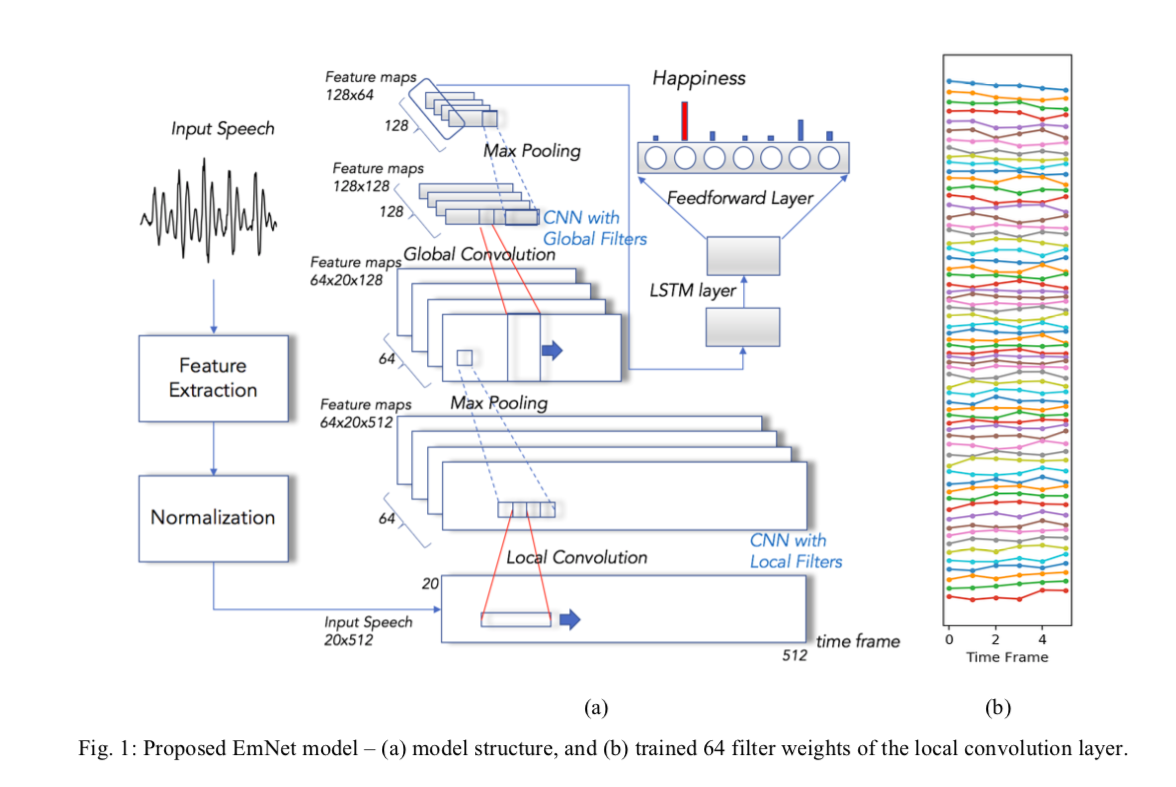 Input Speech
Feature
Extraction
Normalization
Input Speech
20x512
Feature maps
128x64
128
Max Pooling
Feature maps
128x128
128
CNN with
Global Filters
Global Convolution
Feature maps
64x20x128
64
Max Pooling
Feature maps
64x20x512
64
CNN with
Local Filters
Local Convolution
20
time frame
512
Happiness
Feedforward Layer
LSTM layer
0 2 4
Time Frame
(a)
(b)
Fig. 1: Proposed EmNet model – (a) model structure, and (b) trained 64 filter weights of the local convolution layer.